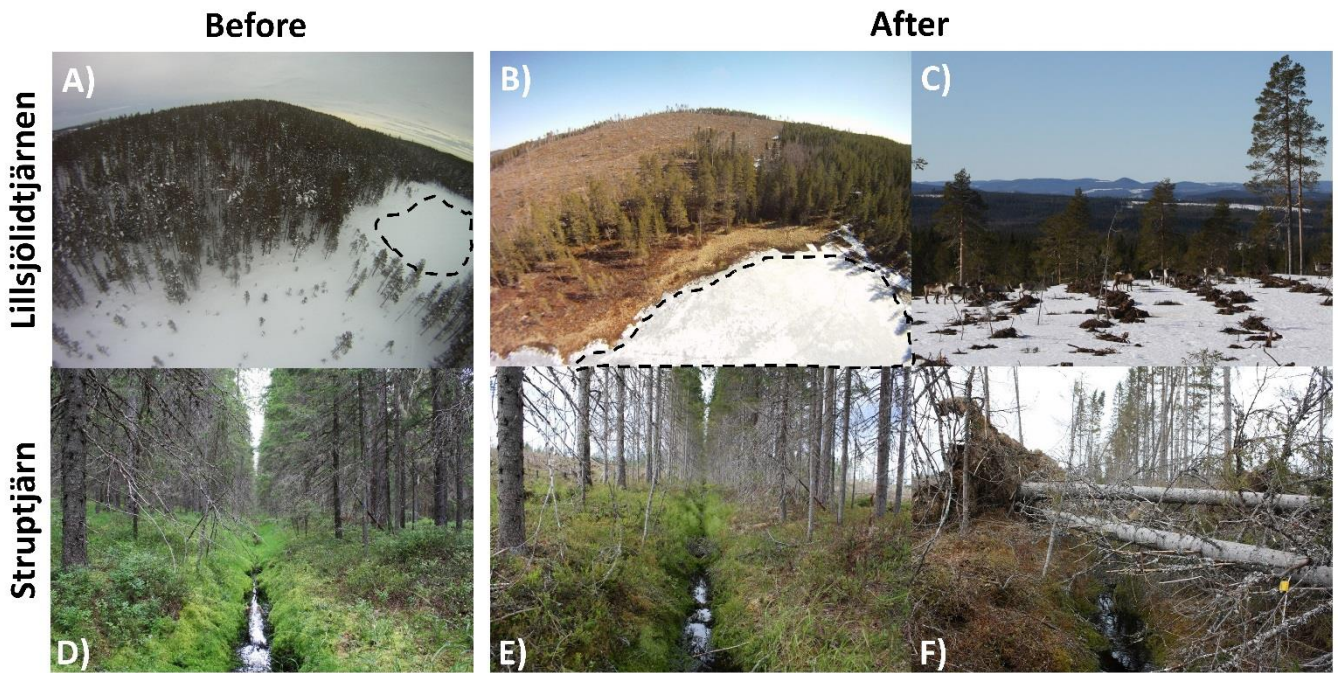 Before
After
Lillsjölidtjärnen
A)
B)
C)
Struptjärn
D)
E)
F)